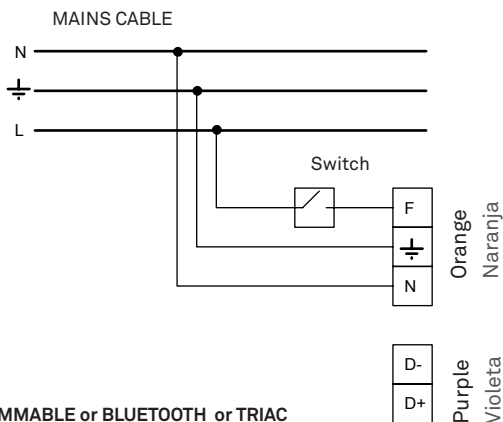 MAINS CABLE
N
L
Switch
F
N
Orange
Naranja
D-
D+
Purple
Violeta
MMABLE or BLUETOOTH or TRIAC